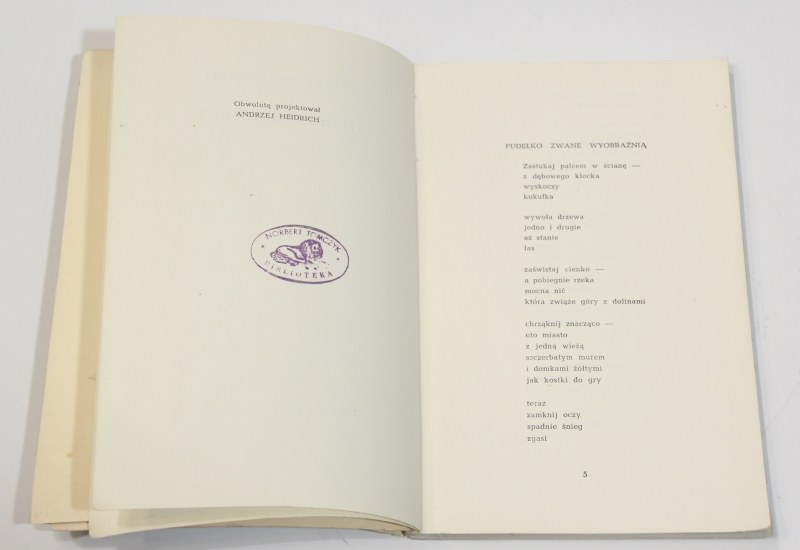 Obwolutę projektował
ANDRZEJ HEIDRICH
NORBERT TOMCZYK
BIBLIOTEKA
PUDEŁKO ZWANE WYOBRAŹNIĄ
Zastukaj palcem w ścianę —
z dębowego klocka
wyskoczy
kukułka
wywoła drzewa
jedno i drugie
aż stanie
las
zaświstaj cienko —
a pobiegnie rzeka
mocna nić
która zwiąże góry z dolinami
chrząknij znacząco —
oto miasto
z jedną wieżą
szczerbatym murem
i domkami żółtymi
jak kostki do gry
teraz
zamknij oczy
spadnie śnieg
zgasi
5